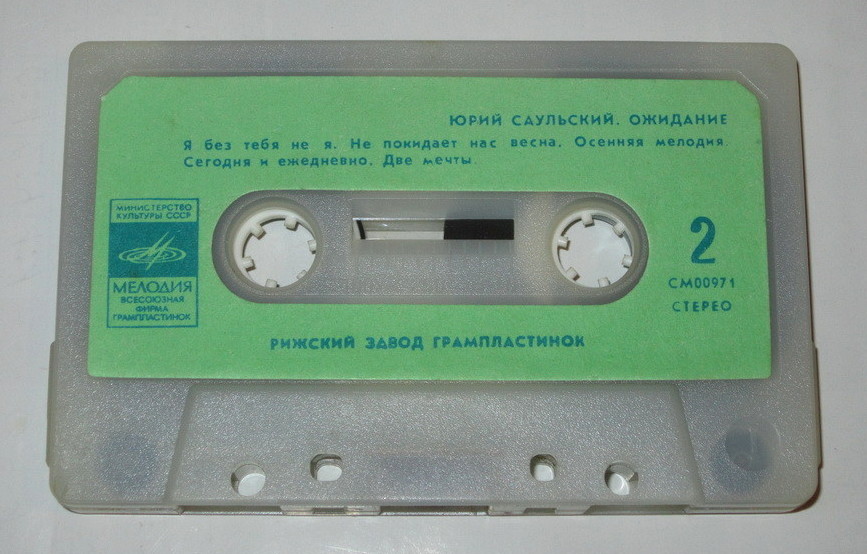 ЮРИЙ САУЛЬСКИЙ. ОЖИДАНИЕ
Я без тебя не я. Не покидает нас весна. Осенняя мелодия.
Сегодня и ежедневно. Две мечты.
МИНИСТЕРСТВО
КУЛЬТУРЫ СССР
МЕЛОДИЯ
ВСЕСОЮЗНАЯ
ФИРМА
ГРАМПЛАСТИНОК
2
СМ00971
СТЕРЕО
РИЖСКИЙ ЗАВОД ГРАМПЛАСТИНОК